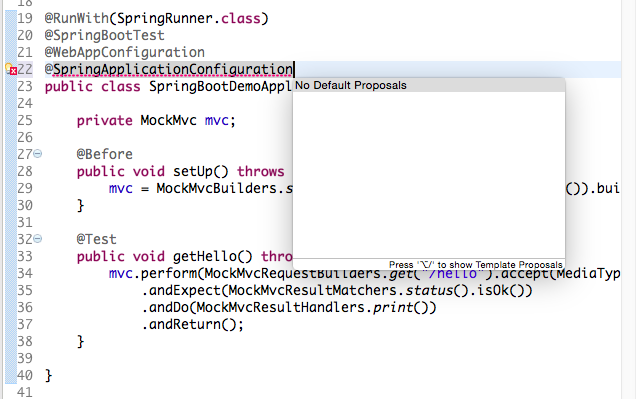 18
19 @RunWith(SpringRunner.class)
20 @SpringBootTest
21 @WebAppConfiguration
22 @SpringApplicationConfiguration
23 public class SpringBootDemoAppl
No Default Proposals
24
25 private MockMvc mvc;
26
27 @Before
28 public void setUp() throws
29 mvc = MockMvcBuilders.s ()).bui
30 }
31
32 @Test
33 public void getHello() thro
Press '⌥/' to show Template Proposals
34 mvc.perform(MockMvcRequestBuilders.get("/hello").accept(MediaTyp
35 .andExpect(MockMvcResultMatchers.status().isOk())
36 .andDo(MockMvcResultHandlers.print())
37 .andReturn();
38 }
39
40 }
41